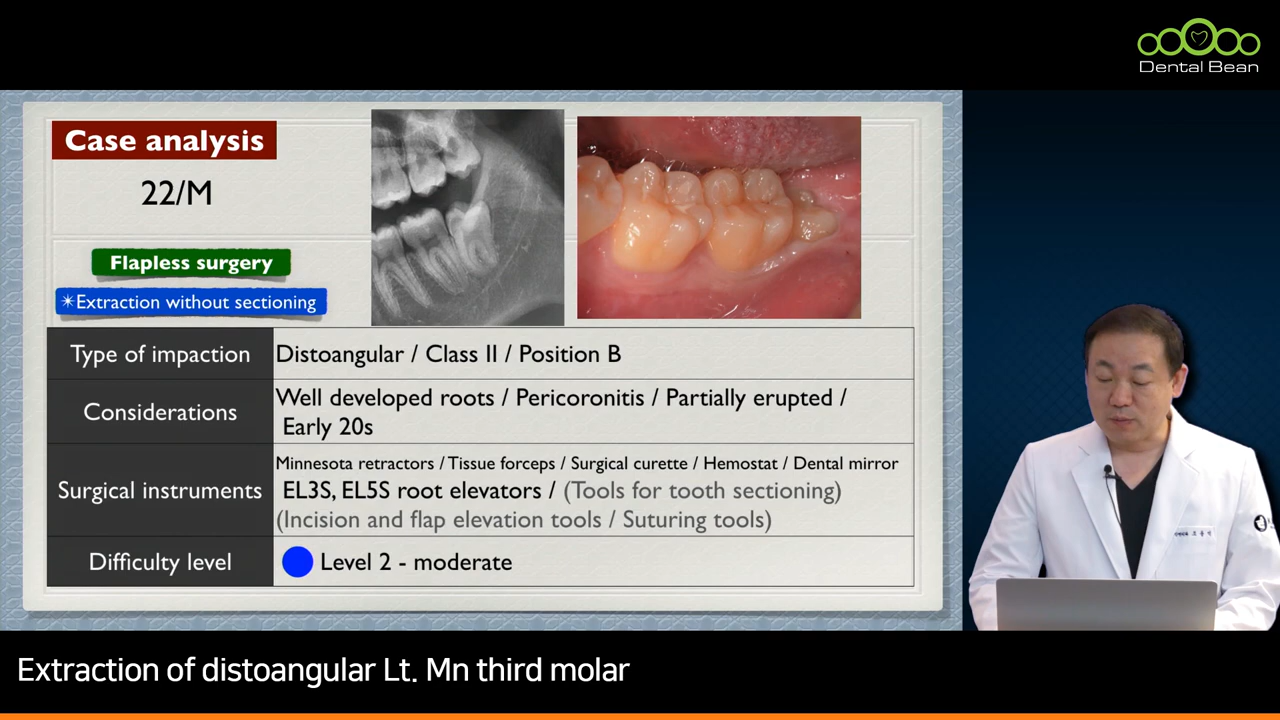 Dental Bean
Case analysis
22/M
Flapless surgery
✳Extraction without sectioning
Type of impaction
Distoangular / Class II / Position B
Considerations
Well developed roots / Pericoronitis / Partially erupted /
Early 20s
Surgical instruments
Minnesota retractors / Tissue forceps / Surgical curette / Hemostat / Dental mirror
EL3S, EL5S root elevators / (Tools for tooth sectioning)
(Incision and flap elevation tools / Suturing tools)
Difficulty level
Level 2 - moderate
Extraction of distoangular Lt. Mn third molar